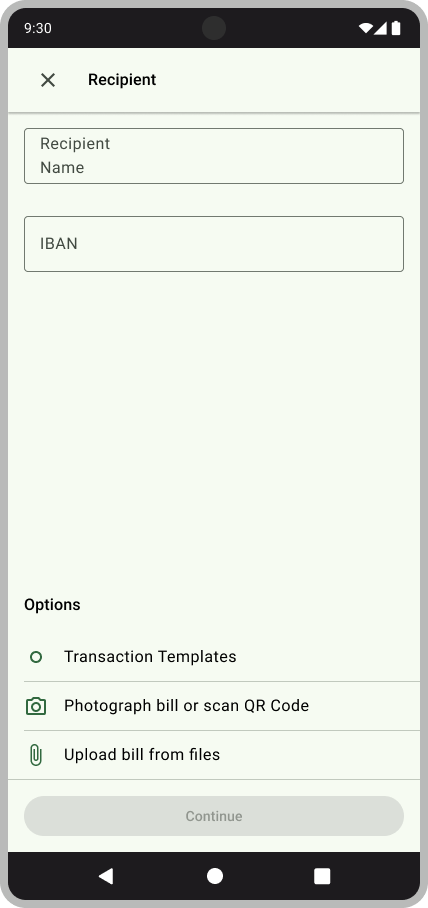 9:30
Recipient
Recipient
Name
IBAN
Options
Transaction Templates
Photograph bill or scan QR Code
Upload bill from files
Continue